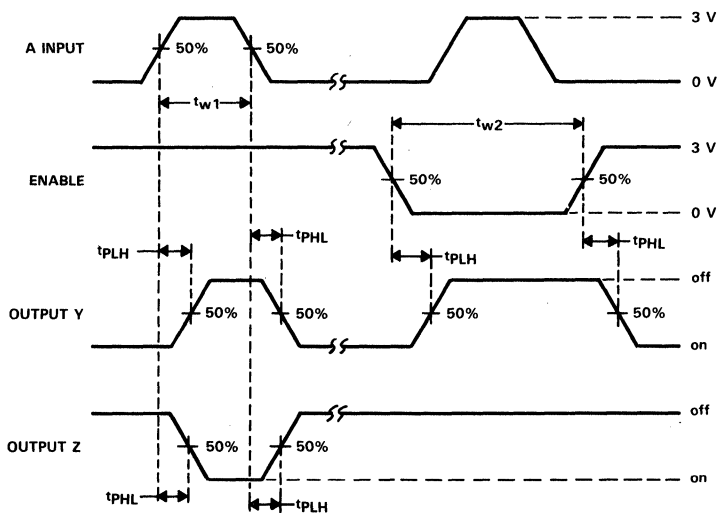 3 V
A INPUT
50%
50%
0 V
tw1
tw2
3 V
ENABLE
50%
50%
0 V
tPLH
tPHL
tPLH
tPHL
off
OUTPUT Y
50%
50%
50%
50%
on
off
OUTPUT Z
50%
50%
on
tPHL
tPLH